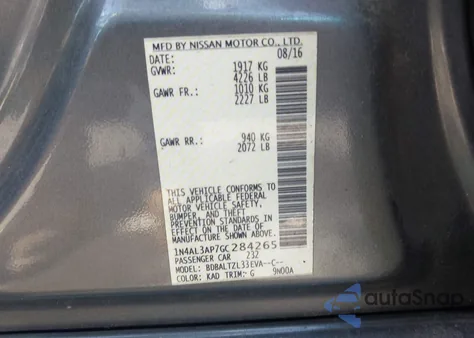 MFD BY NISSAN MOTOR CO., LTD.
08/16
GVWR: 1917 KG
4226 LB
GAWR FR.: 1010 KG
2227 LB
GAWR RR.: 940 KG
2072 LB
THIS VEHICLE CONFORMS TO
ALL APPLICABLE FEDERAL
MOTOR VEHICLE SAFETY,
BUMPER, AND THEFT
PREVENTION STANDARDS IN
EFFECT ON THE DATE OF
MANUFACTURE SHOWN ABOVE.
1N4AL3AP7GC284265
PASSENGER CAR 232
MODEL: BDBALTZL33EVA--C--
COLOR: KAD TRIM: G 9N00A
AutoSnap
www.autosnap